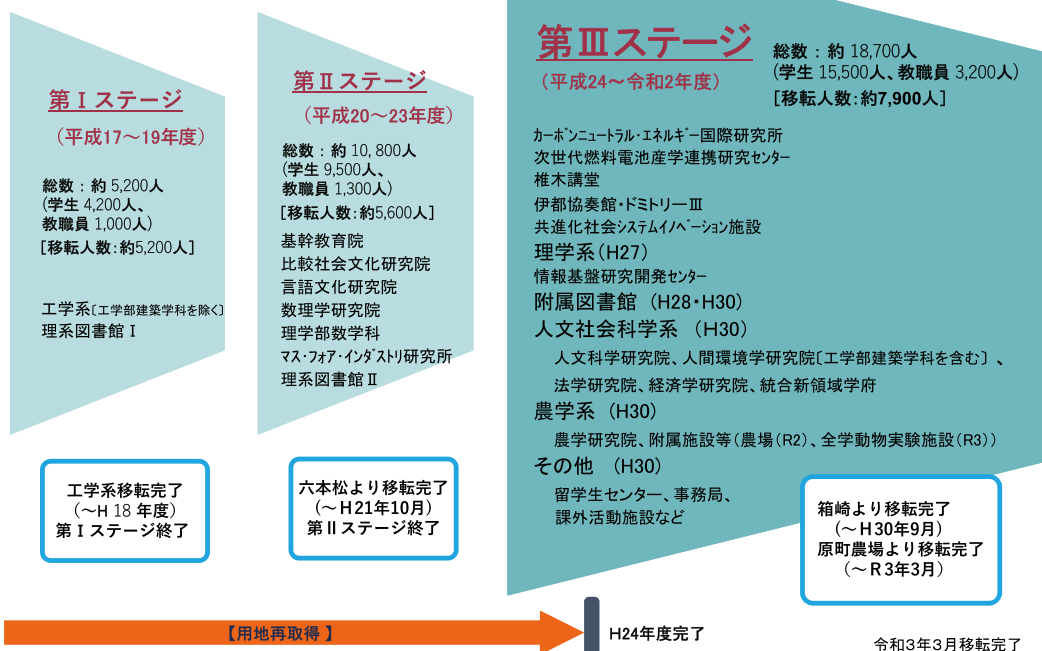 第Ⅰステージ
（平成17～19年度）
総数：約 5,200人
(学生 4,200人、
教職員 1,000人)
[移転人数：約5,200人]
工学系〔工学部建築学科を除く〕
理系図書館Ⅰ
工学系移転完了
（～H 18 年度）
第Ⅰステージ終了
第Ⅱステージ
（平成20～23年度）
総数：約 10,800人
(学生 9,500人、
教職員 1,300人)
[移転人数：約5,600人]
基幹教育院
比較社会文化研究院
言語文化研究院
数理学研究院
理学部数学科
ﾏｽ･ﾌｫｱ･ｲﾝﾀﾞｽﾄﾘ研究所
理系図書館Ⅱ
六本松より移転完了
（～H21年10月）
第Ⅱステージ終了
第Ⅲステージ
（平成24～令和2年度）
総数：約 18,700人
(学生 15,500人、教職員 3,200人)
[移転人数：約7,900人]
ｶｰﾎﾞﾝﾆｭｰﾄﾗﾙ･ｴﾈﾙｷﾞｰ国際研究所
次世代燃料電池産学連携研究ｾﾝﾀｰ
椎木講堂
伊都協奏館・ドミトリーⅢ
共進化社会ｼｽﾃﾑｲﾉﾍﾞｰｼｮﾝ施設
理学系（H27）
情報基盤研究開発ｾﾝﾀｰ
附属図書館（H28・H30）
人文社会科学系（H30）
人文科学研究院、人間環境学研究院〔工学部建築学科を含む〕、
法学研究院、経済学研究院、統合新領域学府
農学系（H30）
農学研究院、附属施設等（農場（R2）、全学動物実験施設（R3））
その他（H30）
留学生センター、事務局、
課外活動施設など
箱崎より移転完了
（～H30年9月）
原町農場より移転完了
（～R3年3月）
【用地再取得】
H24年度完了
令和3年3月移転完了